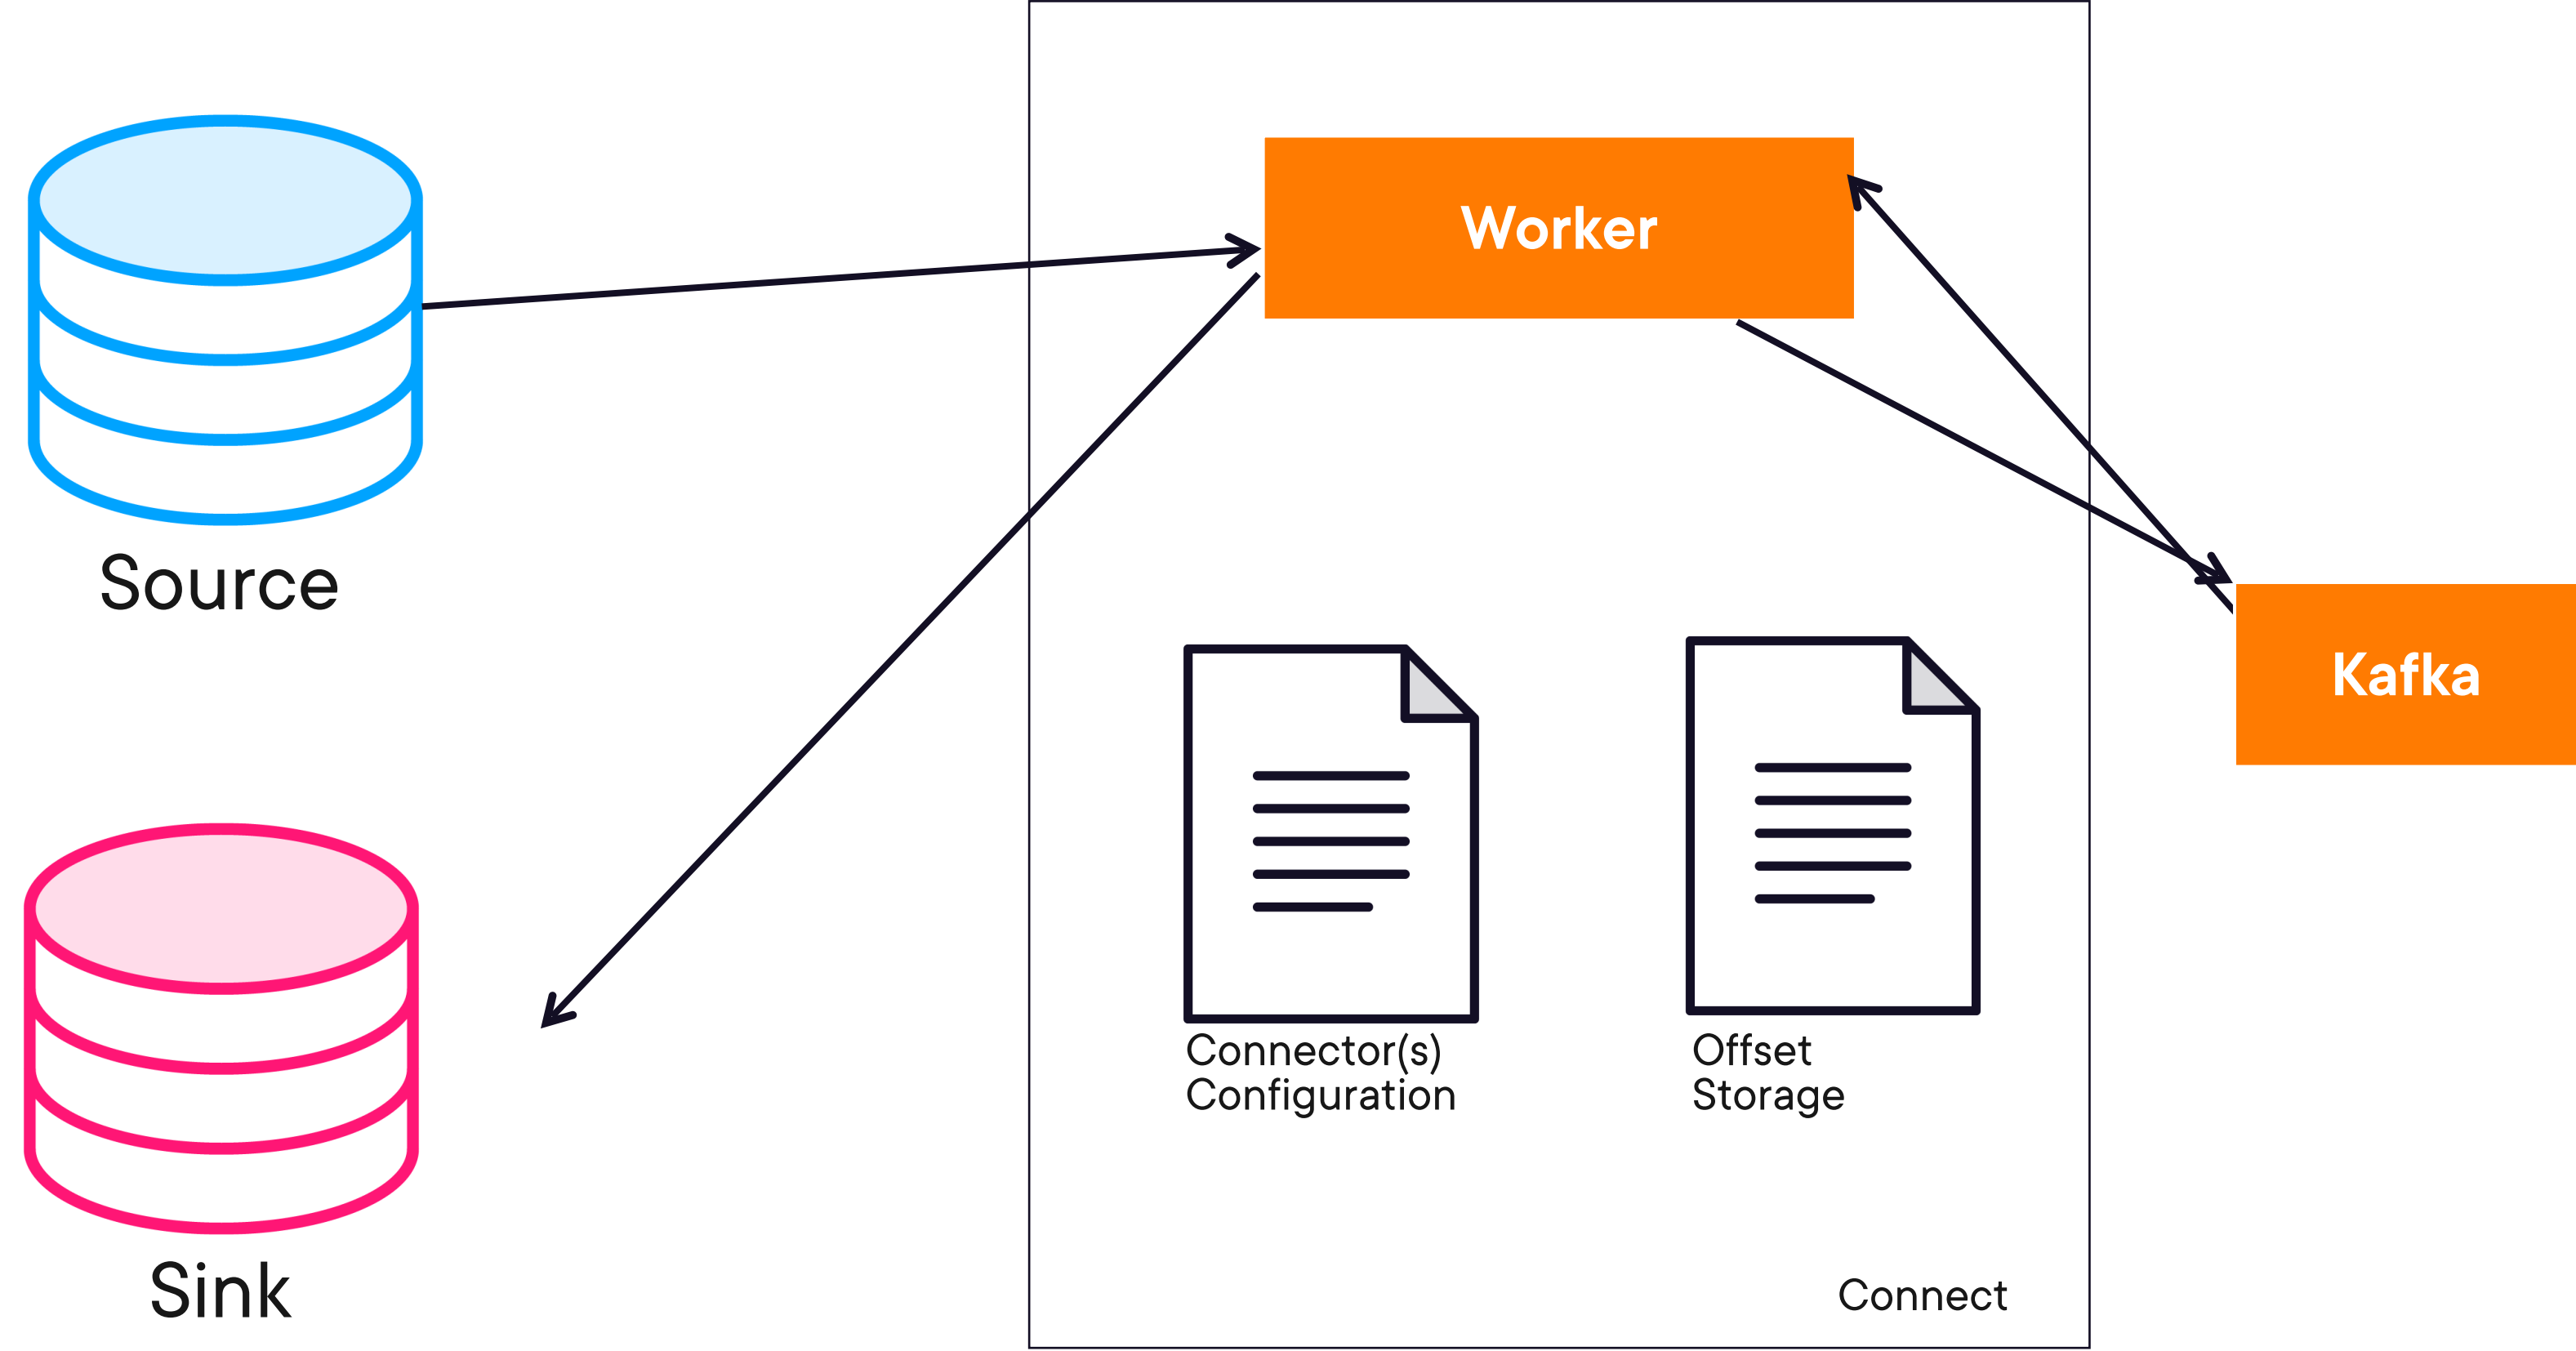 Worker
Source
Kafka
Connector(s)
Configuration
Offset
Storage
Sink
Connect